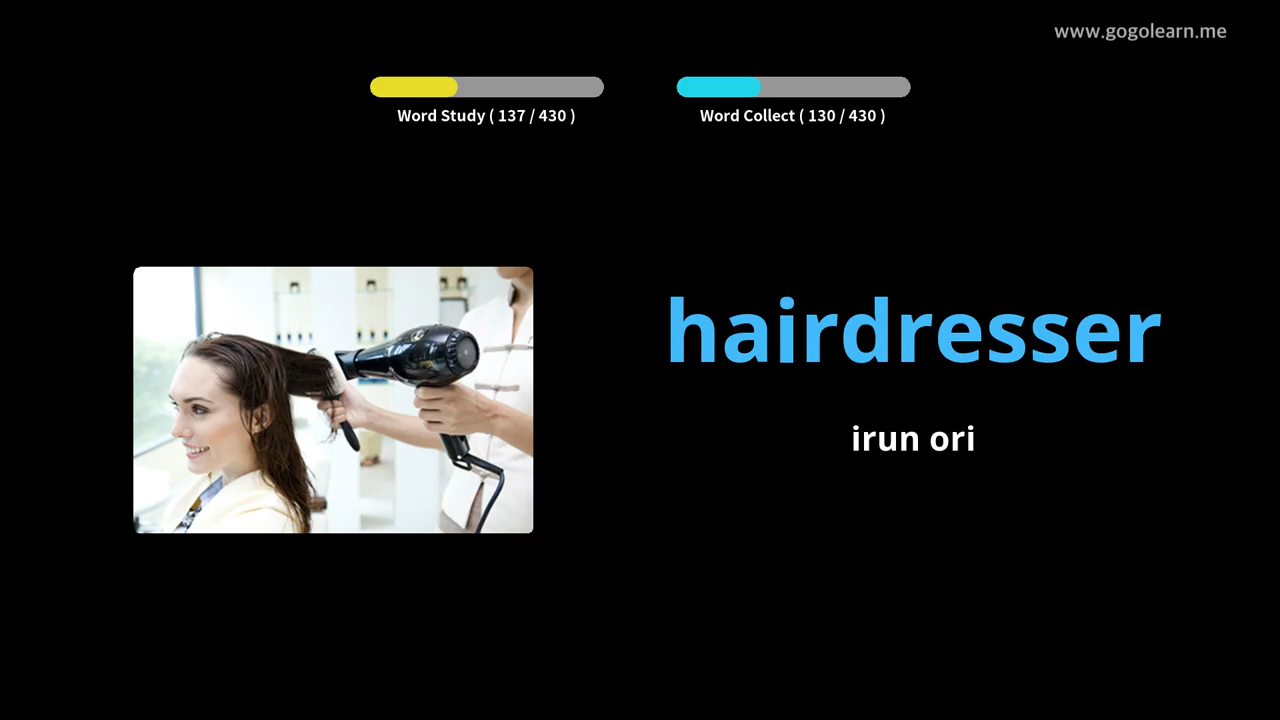 www.gogolearn.me
Word Study ( 137 / 430 )
Word Collect ( 130 / 430 )
hairdresser
irun ori